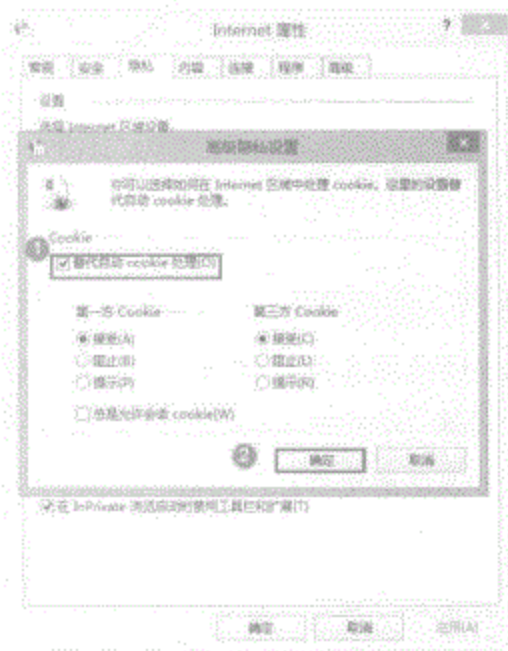 Internet 属性
?
常规 安全 隐私 内容 连接 程序 高级
设置
选择 Internet 区域设置。
高级隐私设置
你可以选择如何在 Internet 区域中处理 cookie。这里的设置替
代自动 cookie 处理。
Cookie
1
替代自动 cookie 处理(O)
第一方 Cookie 第三方 Cookie
接受(A) 接受(C)
阻止(B) 阻止(L)
提示(P) 提示(R)
总是允许会话 cookie(W)
2 确定 取消
在 InPrivate 浏览启动时禁用工具栏和扩展(T)
确定 取消 应用(A)